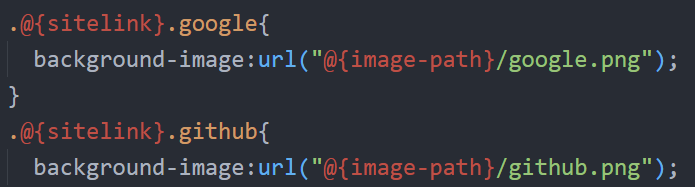 .@{sitelink}.google{
  background-image:url("@{image-path}/google.png");
}
.@{sitelink}.github{
  background-image:url("@{image-path}/github.png");